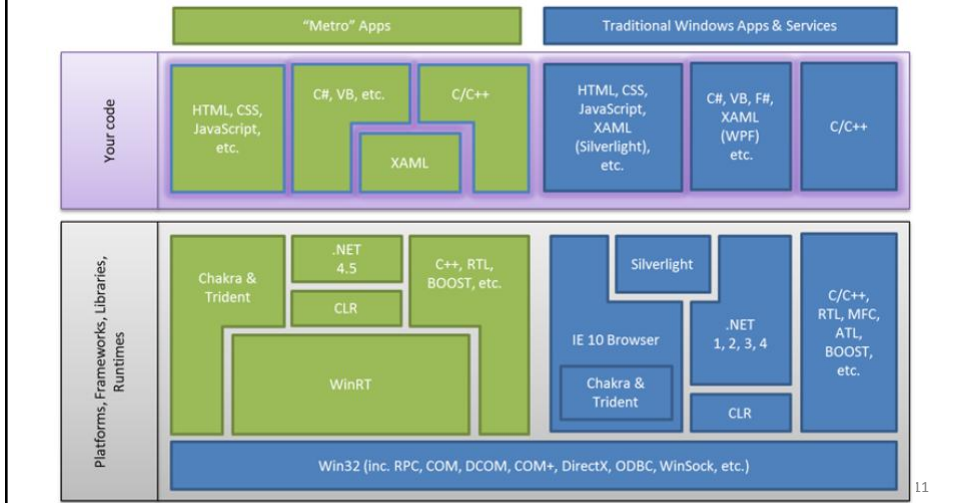 “Metro” Apps
Traditional Windows Apps & Services
Your code
HTML, CSS,
JavaScript,
etc.
C#, VB, etc.
C/C++
XAML
HTML, CSS,
JavaScript,
XAML
(Silverlight),
etc.
C#, VB, F#,
XAML
(WPF)
etc.
C/C++
Platforms, Frameworks, Libraries,
Runtimes
Chakra &
Trident
.NET
4.5
CLR
C++, RTL,
BOOST, etc.
WinRT
Silverlight
IE 10 Browser
Chakra &
Trident
.NET
1, 2, 3, 4
CLR
C/C++,
RTL, MFC,
ATL,
BOOST,
etc.
Win32 (inc. RPC, COM, DCOM, COM+, DirectX, ODBC, WinSock, etc.)
11